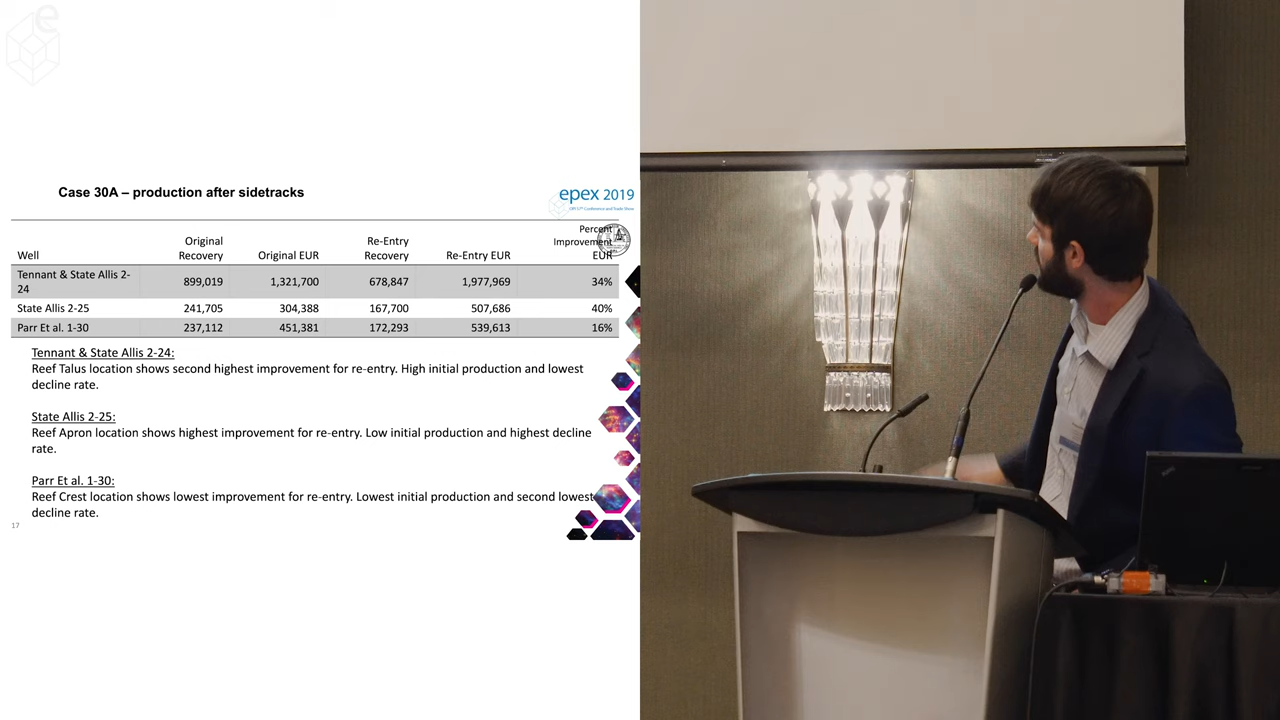 e
Case 30A – production after sidetracks
epex 2019
Well
Original Recovery
Original EUR
Re-Entry Recovery
Re-Entry EUR
Percent Improvement EUR
Tennant & State Allis 2-24
899,019
1,321,700
678,847
1,977,969
34%
State Allis 2-25
241,705
304,388
167,700
507,686
40%
Parr Et al. 1-30
237,112
451,381
172,293
539,613
16%
Tennant & State Allis 2-24:
Reef Talus location shows second highest improvement for re-entry. High initial production and lowest
decline rate.
State Allis 2-25:
Reef Apron location shows highest improvement for re-entry. Low initial production and highest decline
rate.
Parr Et al. 1-30:
Reef Crest location shows lowest improvement for re-entry. Lowest initial production and second lowest
decline rate.
17